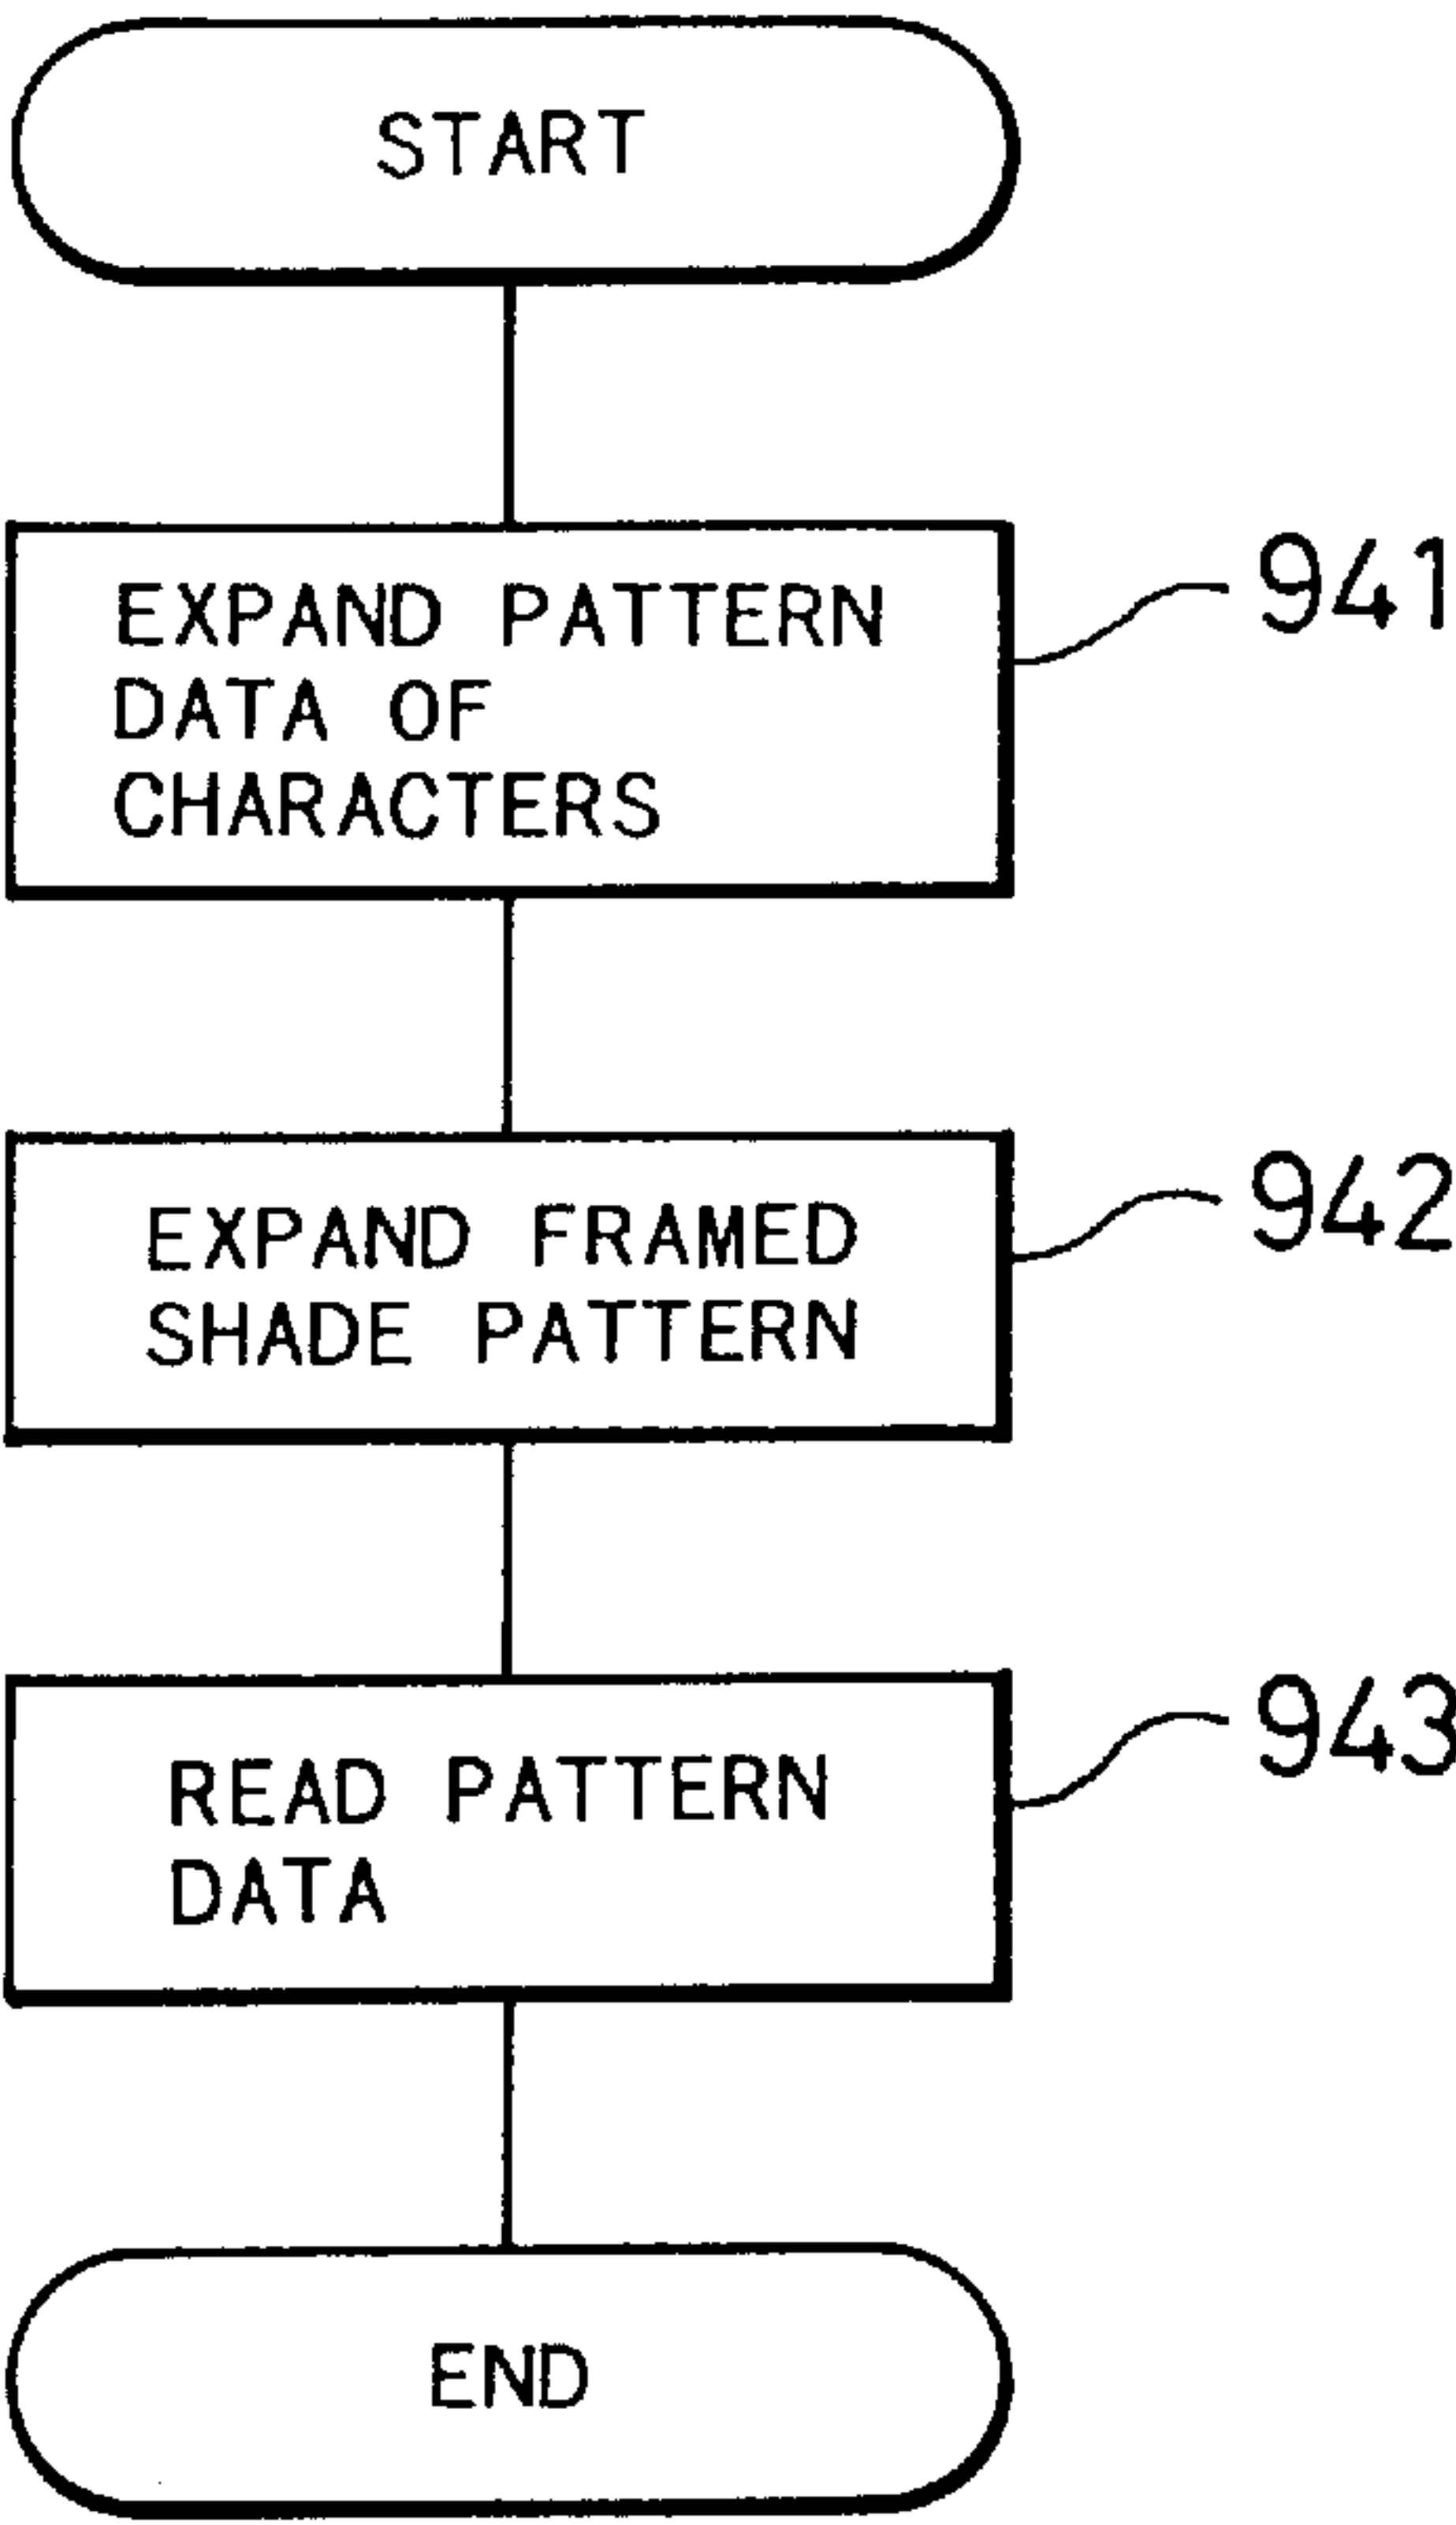 START
EXPAND PATTERN
DATA OF
CHARACTERS
941
EXPAND FRAMED
SHADE PATTERN
942
READ PATTERN
DATA
943
END